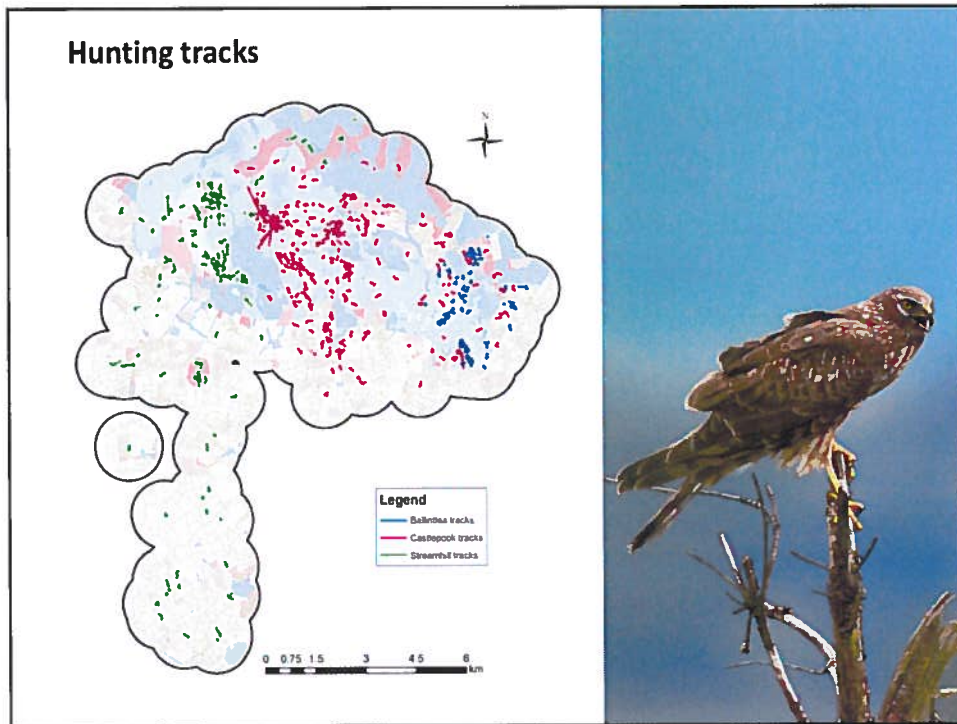 Hunting tracks
N
Legend
Ballintlea tracks
Castlepook tracks
Streamhill tracks
0 0.75 1.5 3 4.5 6
km